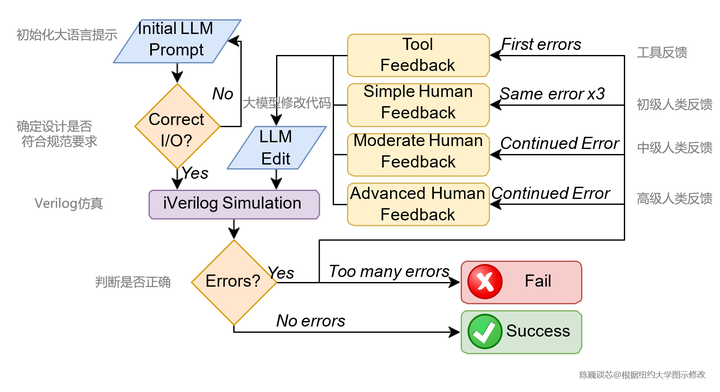 初始化大语言提示
Initial LLM
Prompt
Tool
Feedback
First errors
工具反馈
No
大模型修改代码
Simple Human
Feedback
Same error x3
初级人类反馈
确定设计是否
符合规范要求
Correct
I/O?
LLM
Edit
Moderate Human
Feedback
Continued Error
中级人类反馈
Yes
Verilog仿真
iVerilog Simulation
Advanced Human
Feedback
Continued Error
高级人类反馈
判断是否正确
Errors?
Yes
Too many errors
Fail
No errors
Success
陈巍谈芯@根据纽约大学图示修改